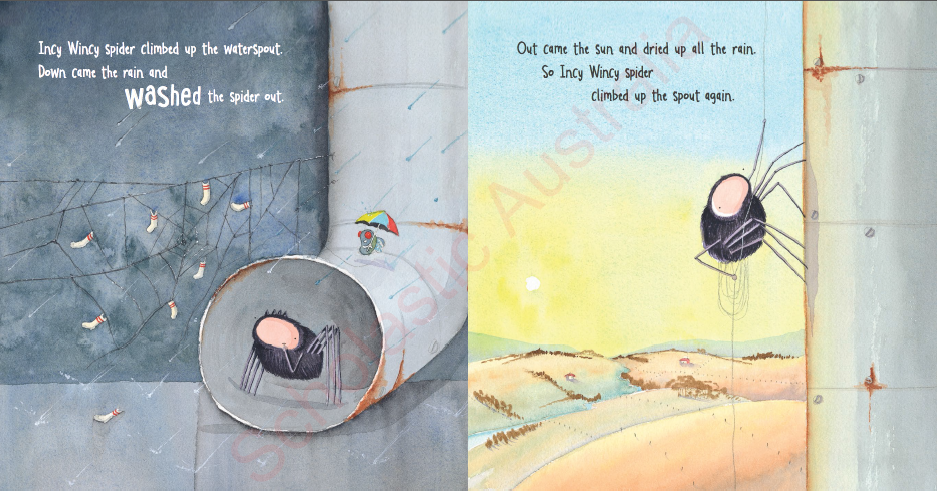 Incy Wincy spider climbed up the waterspout.
Down came the rain and
washed the spider out.
Out came the sun and dried up all the rain.
So Incy Wincy spider
climbed up the spout again.
Scholastic Australia